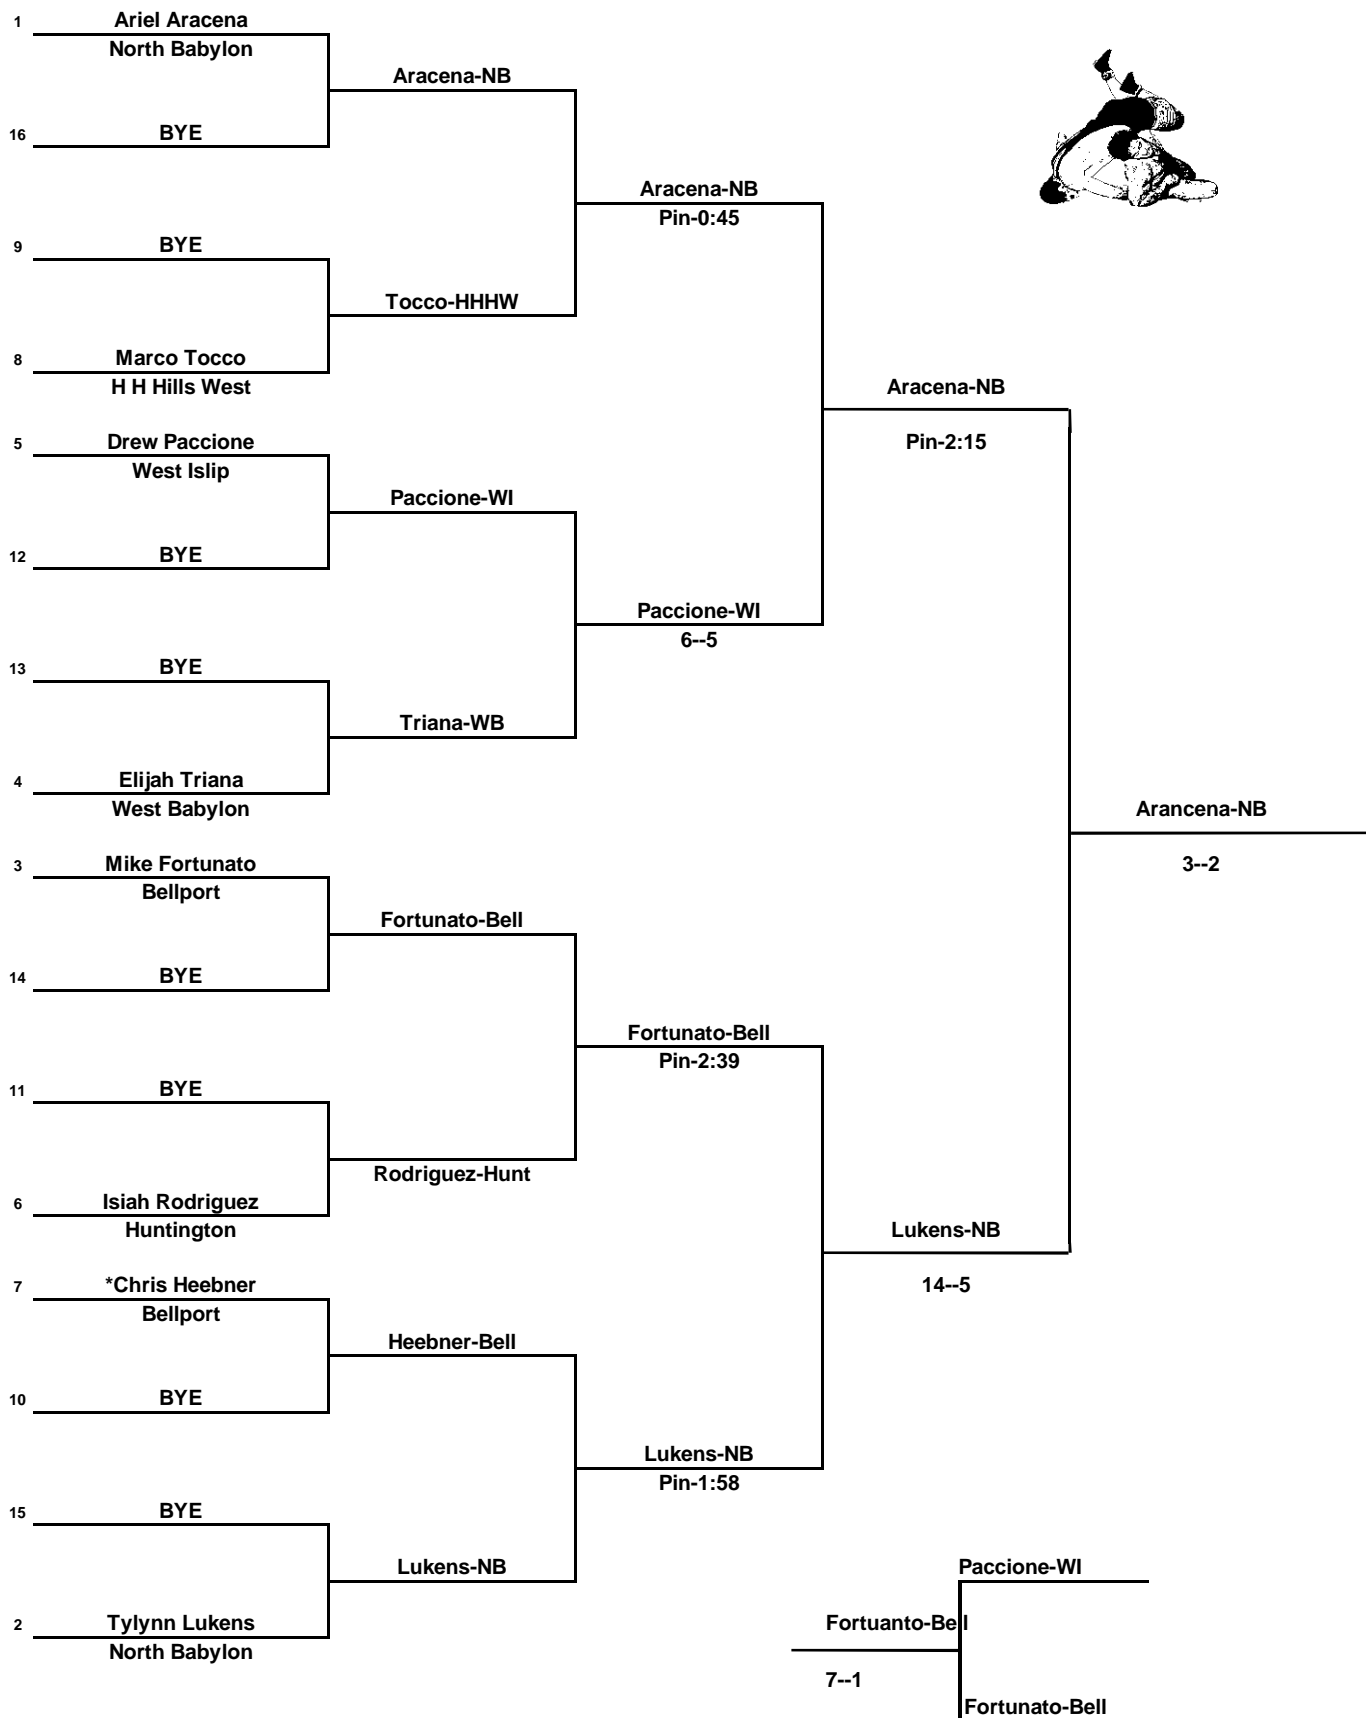 1
Ariel Aracena
North Babylon
Aracena-NB
16
BYE
Aracena-NB
Pin-0:45
9
BYE
Tocco-HHHW
8
Marco Tocco
H H Hills West
Aracena-NB
Pin-2:15
5
Drew Paccione
West Islip
Paccione-WI
12
BYE
Paccione-WI
6--5
13
BYE
Triana-WB
4
Elijah Triana
West Babylon
Arancena-NB
3--2
3
Mike Fortunato
Bellport
Fortunato-Bell
14
BYE
Fortunato-Bell
Pin-2:39
11
BYE
Rodriguez-Hunt
6
Isiah Rodriguez
Huntington
Lukens-NB
14--5
7
*Chris Heebner
Bellport
Heebner-Bell
10
BYE
Lukens-NB
Pin-1:58
15
BYE
Lukens-NB
2
Tylynn Lukens
North Babylon
Paccione-WI
Fortuanto-Bell
7--1
Fortunato-Bell